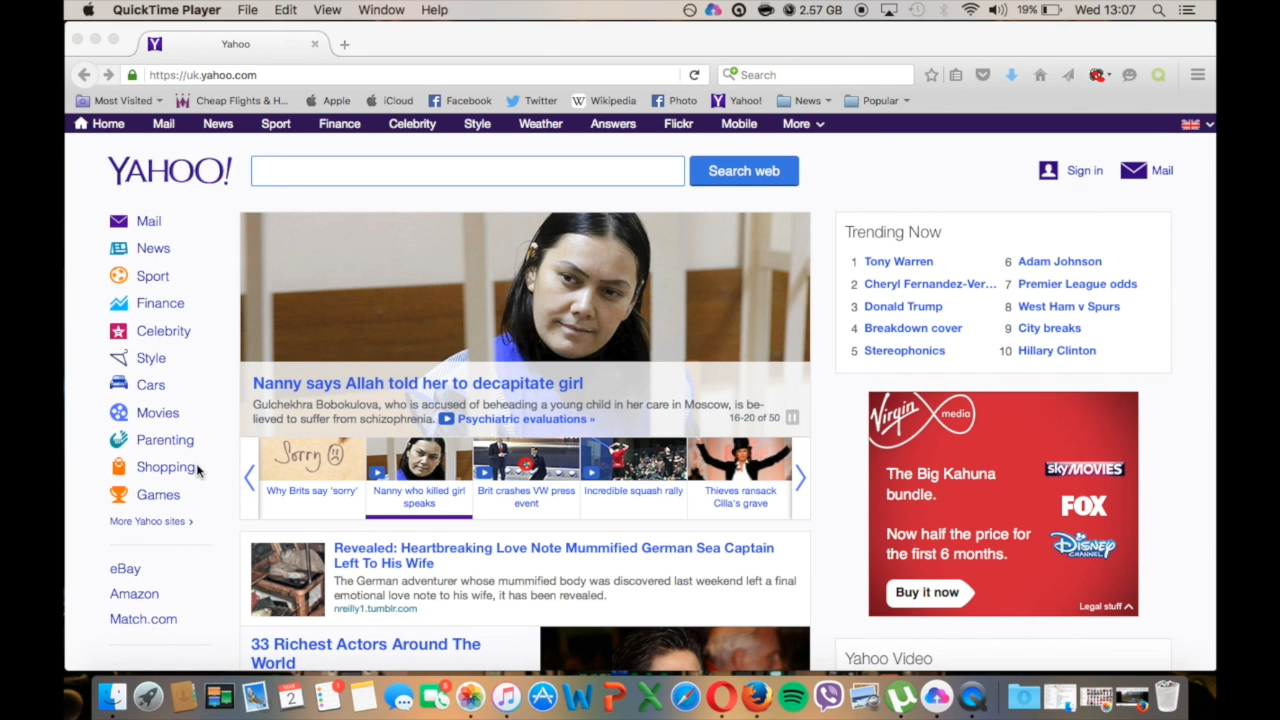 QuickTime Player File Edit View Window Help 2.57 GB 19% Wed 13:07
Yahoo
https://uk.yahoo.com Search
Most Visited Cheap Flights & H... Apple iCloud Facebook Twitter Wikipedia Photo Yahoo! News Popular
Home Mail News Sport Finance Celebrity Style Weather Answers Flickr Mobile More
YAHOO! Search web Sign in Mail
Mail
News
Sport
Finance
Celebrity
Style
Cars
Movies
Parenting
Shopping
Games
More Yahoo sites >
eBay
Amazon
Match.com
Nanny says Allah told her to decapitate girl
Gulchekhra Bobokulova, who is accused of beheading a young child in her care in Moscow, is be-
lieved to suffer from schizophrenia. Psychiatric evaluations »
16-20 of 50
Sorry
Why Brits say 'sorry'
Nanny who killed girl
speaks
Brit crashes VW press
event
Incredible squash rally
Thieves ransack
Cilla's grave
Revealed: Heartbreaking Love Note Mummified German Sea Captain
Left To His Wife
The German adventurer whose mummified body was discovered last weekend left a final
emotional love note to his wife, it has been revealed.
nreilly1.tumblr.com
33 Richest Actors Around The
World
Trending Now
1 Tony Warren
2 Cheryl Fernandez-Ver...
3 Donald Trump
4 Breakdown cover
5 Stereophonics
6 Adam Johnson
7 Premier League odds
8 West Ham v Spurs
9 City breaks
10 Hillary Clinton
Virgin media
The Big Kahuna
bundle.
Now half the price for
the first 6 months.
Buy it now
sky MOVIES
FOX
Disney
CHANNEL
Legal stuff
Yahoo Video